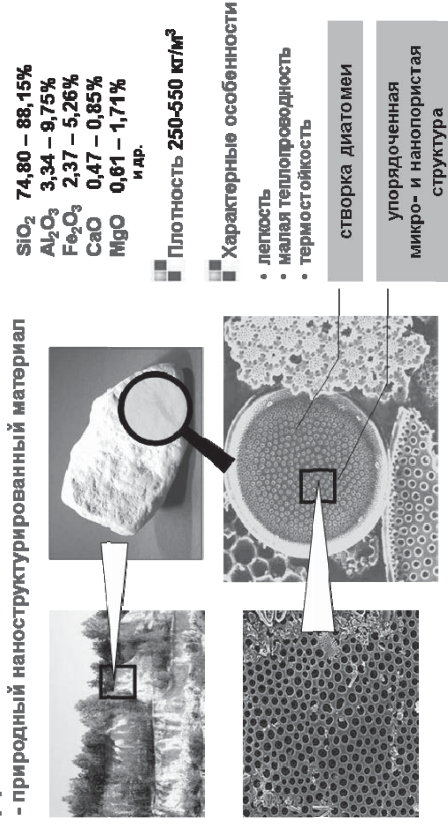 - природный наноструктурированный материал
SiO₂ 74,80 – 88,15%
Al₂O₃ 3,34 – 9,75%
Fe₂O₃ 2,37 – 5,26%
CaO 0,47 – 0,85%
MgO 0,61 – 1,71%
и др.
Плотность 250-550 кг/м³
Характерные особенности
• легкость
• малая теплопроводность
• термостойкость
створка диатомеи
упорядоченная
микро- и нанопористая
структура